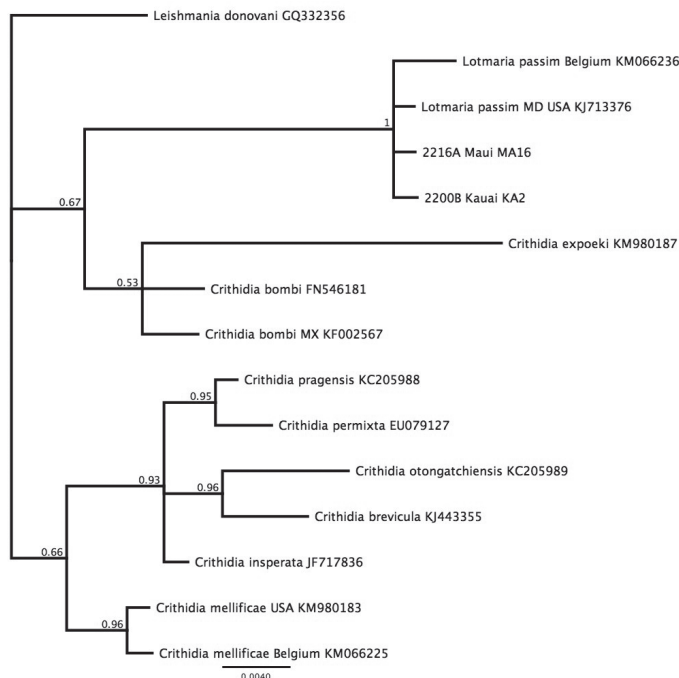 Leishmania donovani GQ332356
Lotmaria passim Belgium KM066236
Lotmaria passim MD USA KJ713376
1
2216A Maui MA16
2200B Kauai KA2
0.67
Crithidia expoeki KM980187
0.53
Crithidia bombi FN546181
Crithidia bombi MX KF002567
Crithidia pragensis KC205988
0.95
Crithidia permixta EU079127
Crithidia otongatchiensis KC205989
0.93
0.96
Crithidia brevicula KJ443355
Crithidia insperata JF717836
0.66
Crithidia mellificae USA KM980183
0.96
Crithidia mellificae Belgium KM066225
0.0040